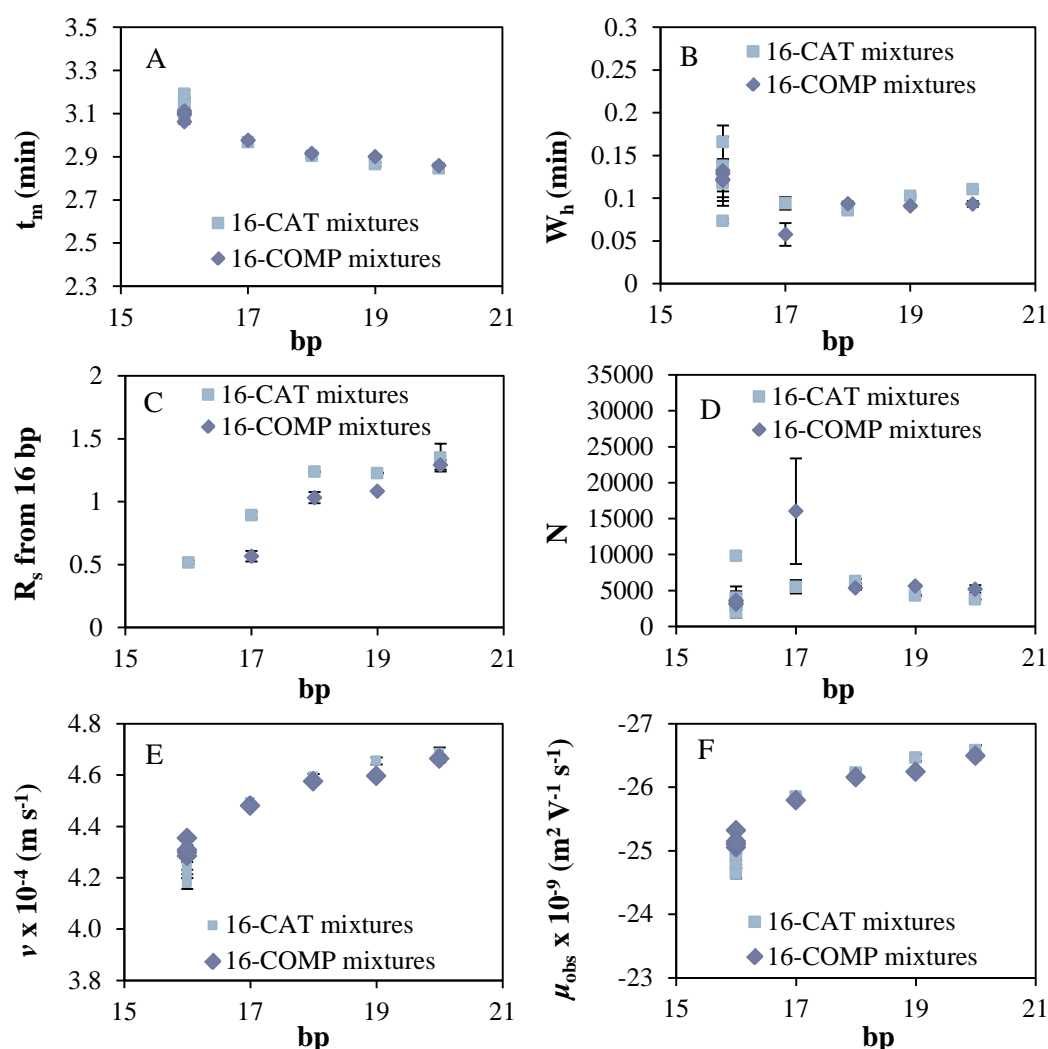 A
t_m (min)
3.5
3.3
3.1
2.9
2.7
2.5
2.3
16-CAT mixtures
16-COMP mixtures
15 17 19 21
bp
B
W_h (min)
0.3
0.25
0.2
0.15
0.1
0.05
0
16-CAT mixtures
16-COMP mixtures
15 17 19 21
bp
C
R_s from 16 bp
2
1.5
1
0.5
0
16-CAT mixtures
16-COMP mixtures
15 17 19 21
bp
D
N
35000
30000
25000
20000
15000
10000
5000
0
16-CAT mixtures
16-COMP mixtures
15 17 19 21
bp
E
v x 10⁻⁴ (m s⁻¹)
4.8
4.6
4.4
4.2
4.0
3.8
16-CAT mixtures
16-COMP mixtures
15 17 19 21
bp
F
μ_obs x 10⁻⁹ (m² V⁻¹ s⁻¹)
-27
-26
-25
-24
-23
16-CAT mixtures
16-COMP mixtures
15 17 19 21
bp